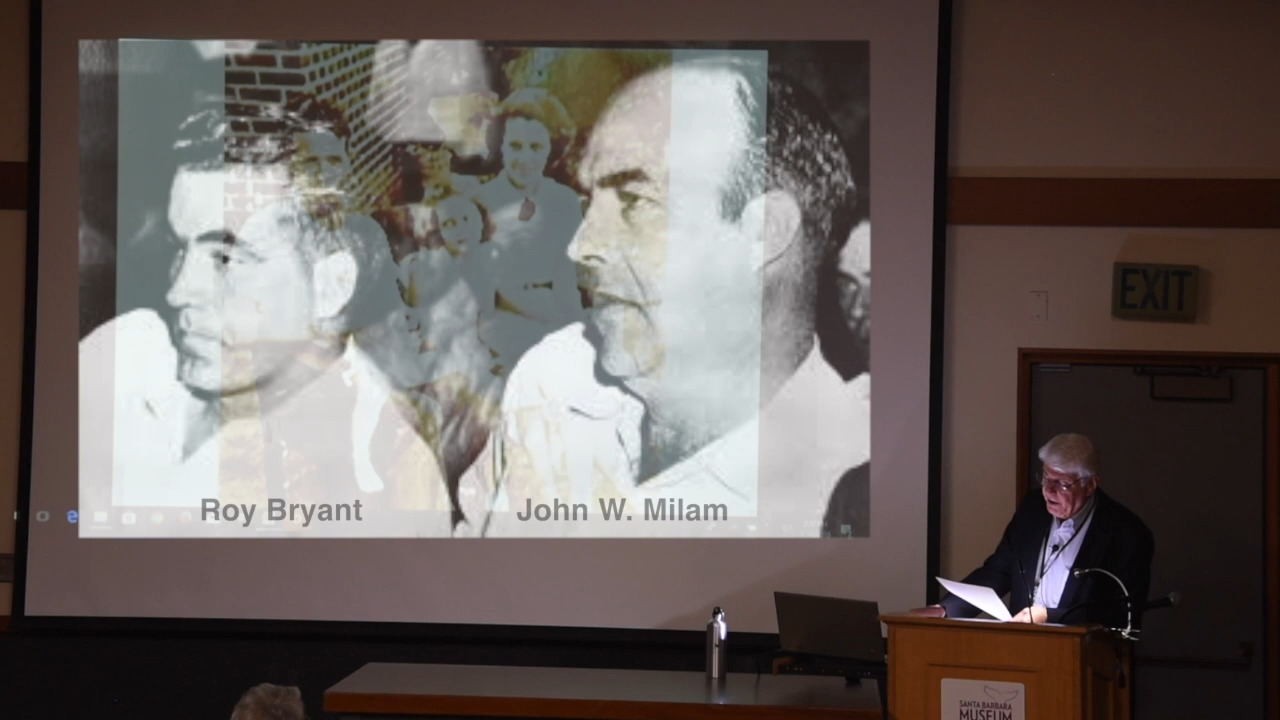 Roy Bryant
John W. Milam
EXIT
SANTA BARBARA
MUSEUM